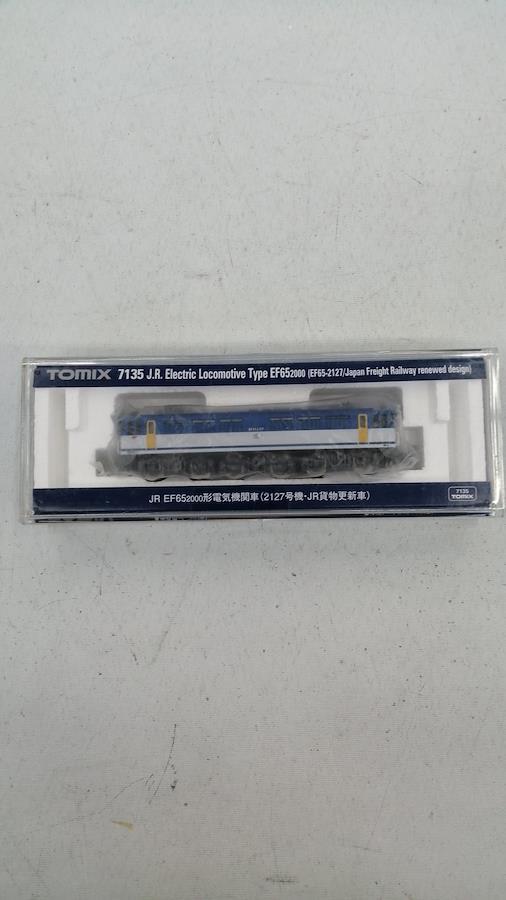 TOMIX 7135 J.R. Electric Locomotive Type EF652000 (EF65-2127/Japan Freight Railway renewed design)
JR EF652000形電気機関車(2127号機・JR貨物更新車)
7135
TOMIX